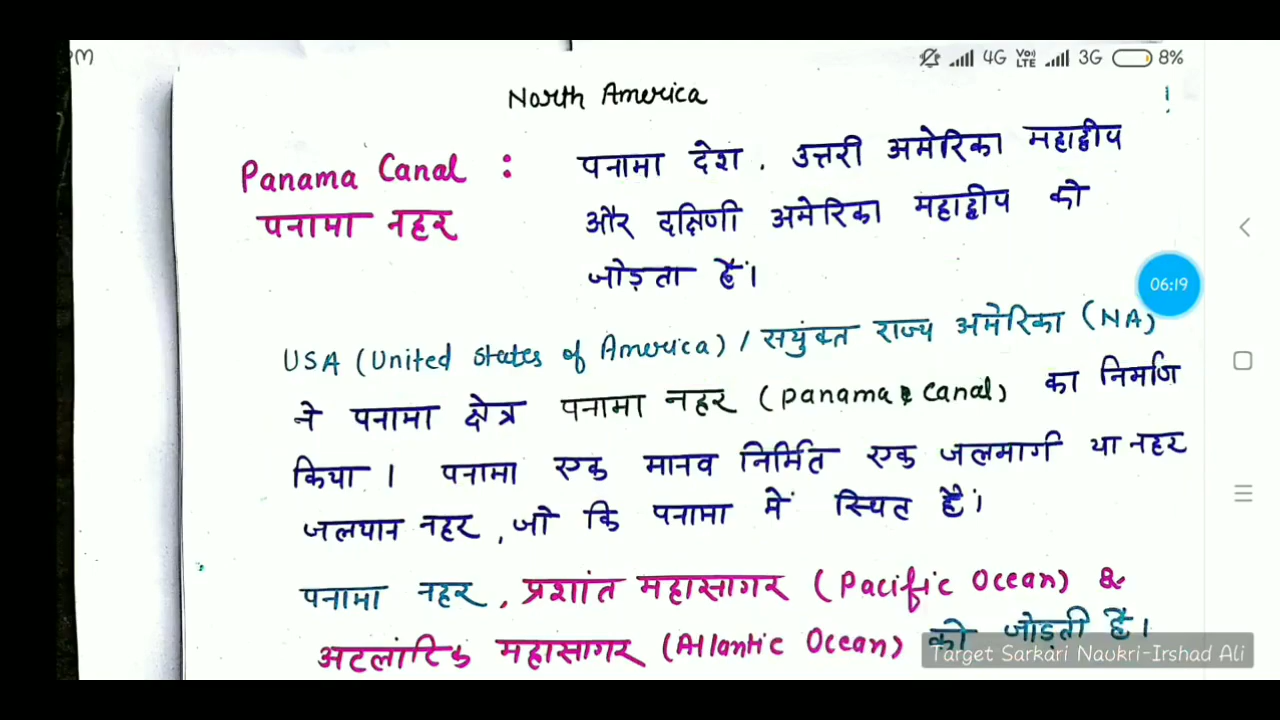 PM
4G VoLTE 3G 8%
North America
Panama Canal : पनामा देश, उत्तरी अमेरिका महाद्वीप
पनामा नहर और दक्षिणी अमेरिका महाद्वीप को
जोड़ता है।
06:19
USA (United States of America) / सयुंक्त राज्य अमेरिका (NA)
ने पनामा क्षेत्र पनामा नहर (Panama Canal) का निर्माण
किया। पनामा एक मानव निर्मित एक जलमार्ग या नहर
जलयान नहर, जो कि पनामा में स्थित है।
पनामा नहर, प्रशांत महासागर (Pacific Ocean) &
अटलांटिक महासागर (Atlantic Ocean) को जोड़ती है।
Target Sarkari Naukri-Irshad Ali